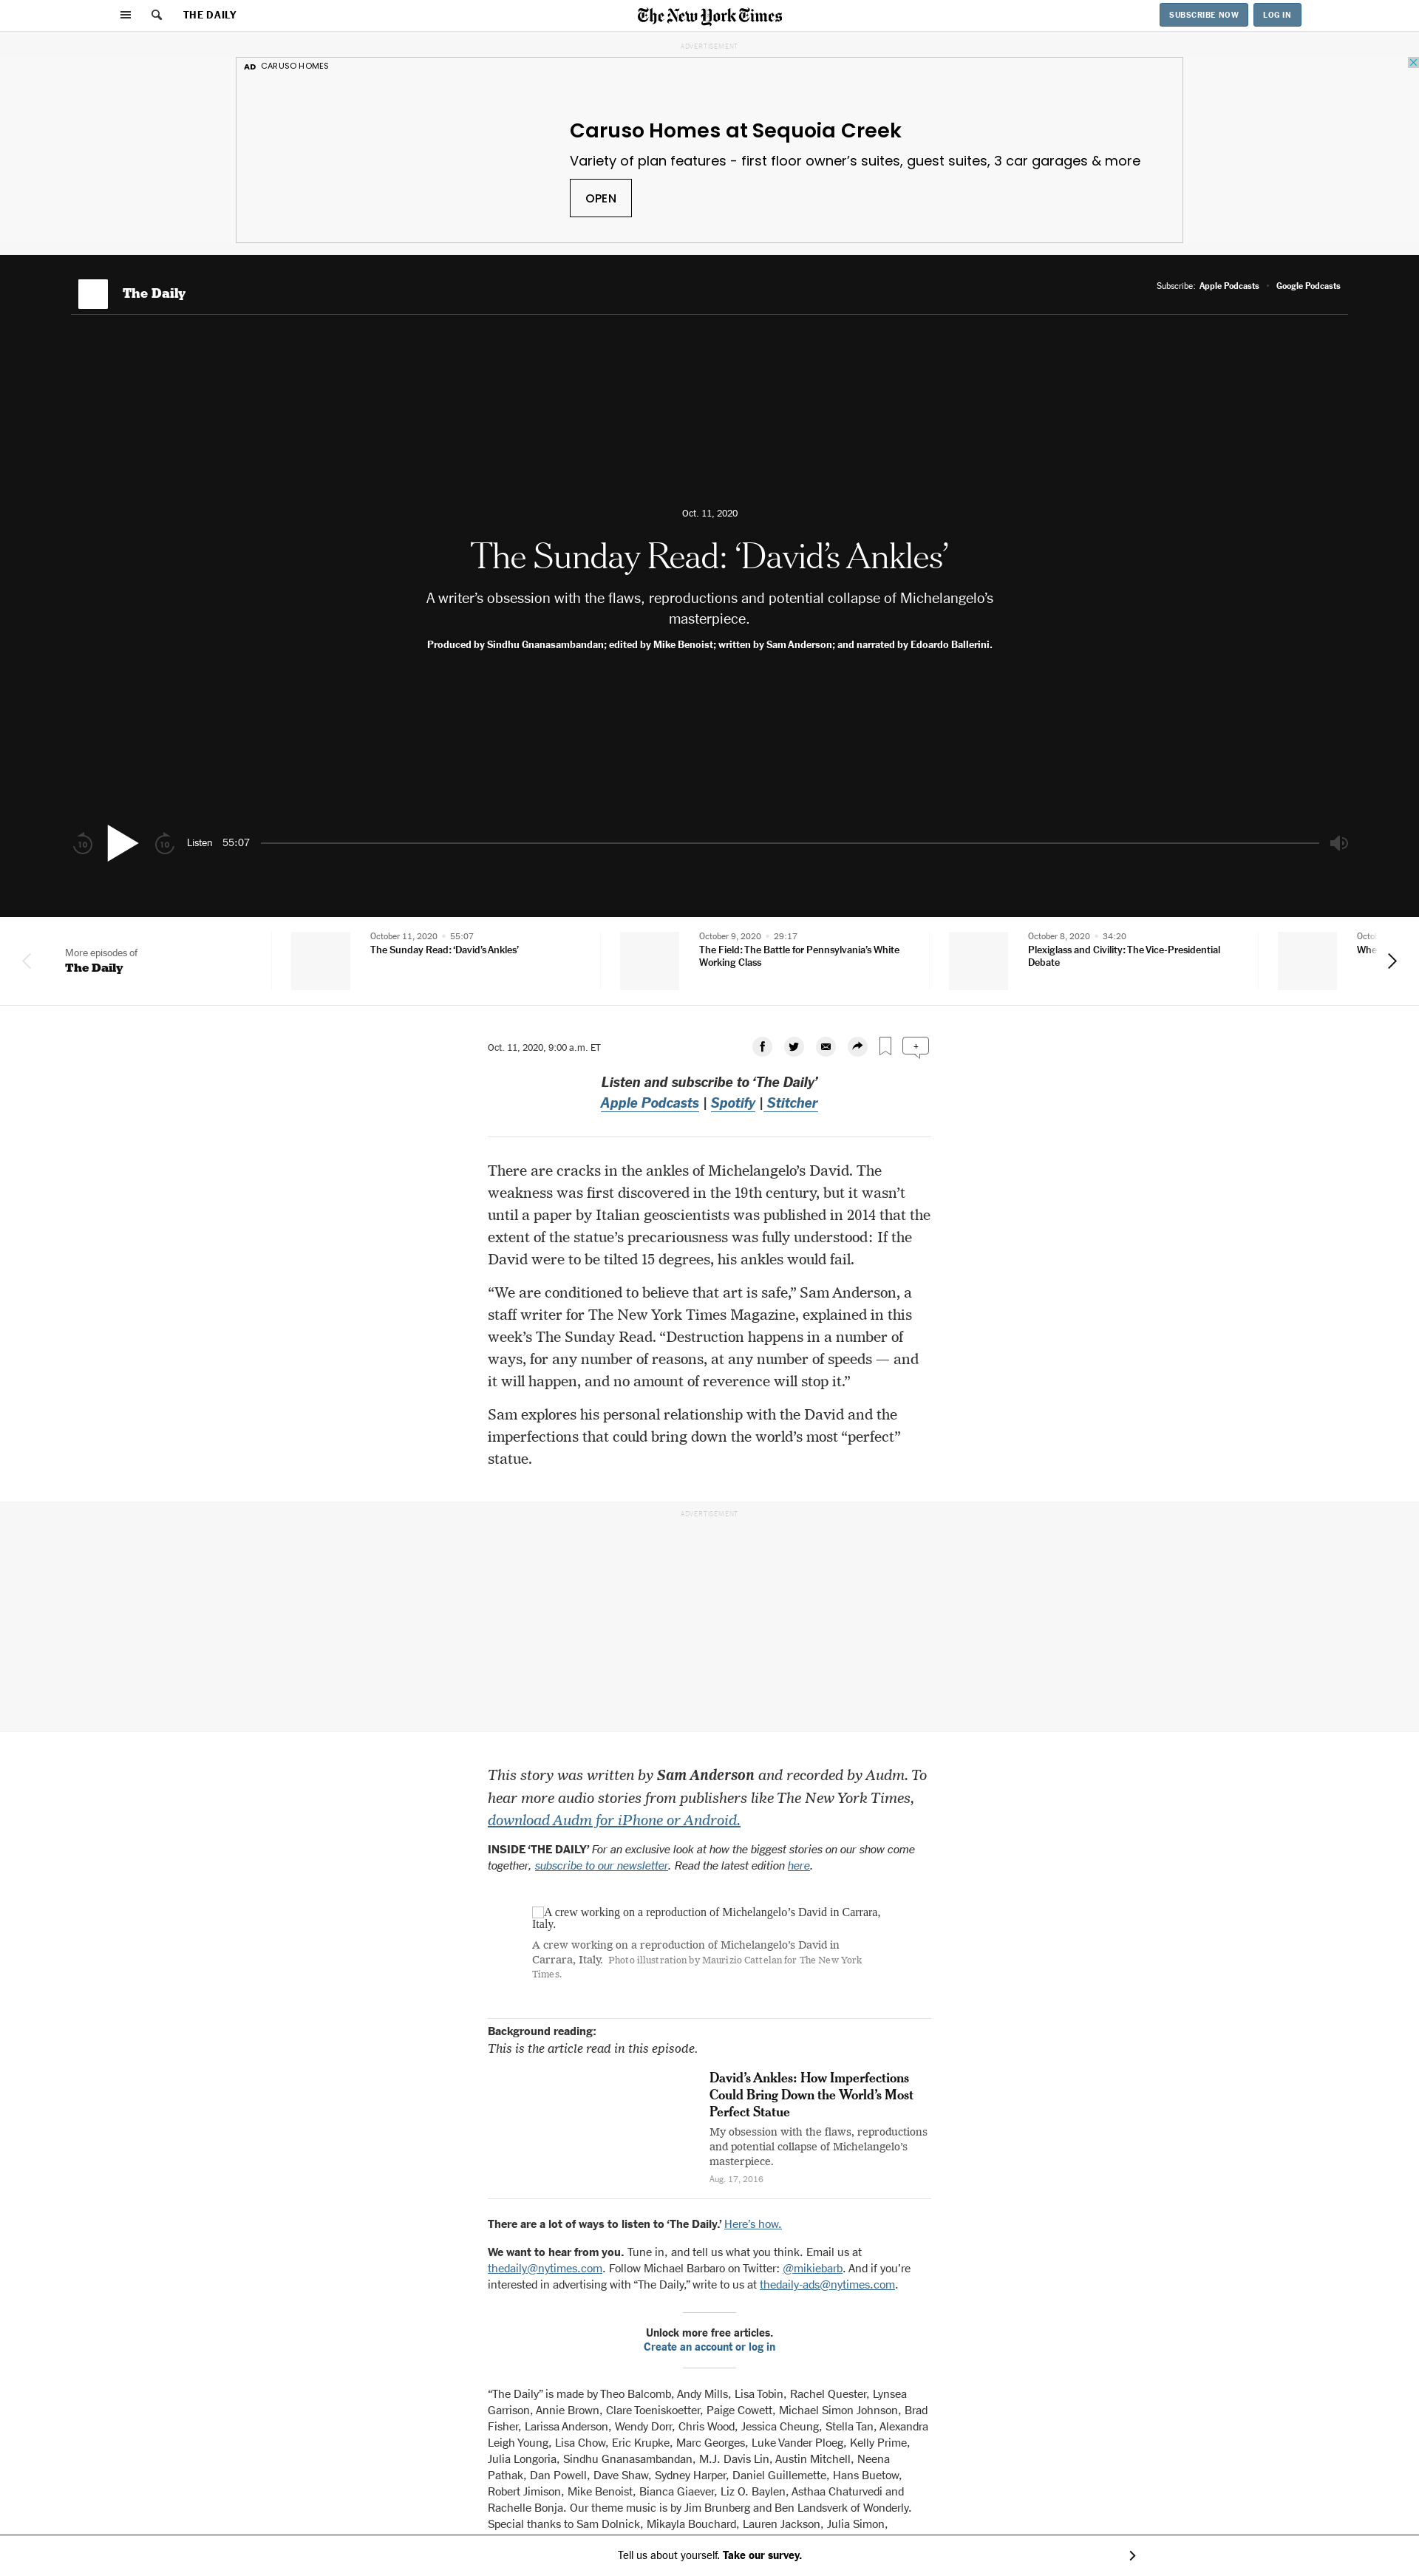 THE DAILY
The New York Times
SUBSCRIBE NOW
LOG IN
ADVERTISEMENT
AD CARUSO HOMES
Caruso Homes at Sequoia Creek
Variety of plan features - first floor owner’s suites, guest suites, 3 car garages & more
OPEN
The Daily
Subscribe: Apple Podcasts • Google Podcasts
Oct. 11, 2020
The Sunday Read: ‘David’s Ankles’
A writer’s obsession with the flaws, reproductions and potential collapse of Michelangelo’s
masterpiece.
Produced by Sindhu Gnanasambandan; edited by Mike Benoist; written by Sam Anderson; and narrated by Edoardo Ballerini.
10
10
Listen 55:07
More episodes of
The Daily
October 11, 2020 • 55:07
The Sunday Read: ‘David’s Ankles’
October 9, 2020 • 29:17
The Field: The Battle for Pennsylvania’s White
Working Class
October 8, 2020 • 34:20
Plexiglass and Civility: The Vice-Presidential
Debate
Octo
Whe
Oct. 11, 2020, 9:00 a.m. ET
+
Listen and subscribe to ‘The Daily’
Apple Podcasts | Spotify | Stitcher
There are cracks in the ankles of Michelangelo’s David. The
weakness was first discovered in the 19th century, but it wasn’t
until a paper by Italian geoscientists was published in 2014 that the
extent of the statue’s precariousness was fully understood: If the
David were to be tilted 15 degrees, his ankles would fail.
“We are conditioned to believe that art is safe,” Sam Anderson, a
staff writer for The New York Times Magazine, explained in this
week’s The Sunday Read. “Destruction happens in a number of
ways, for any number of reasons, at any number of speeds — and
it will happen, and no amount of reverence will stop it.”
Sam explores his personal relationship with the David and the
imperfections that could bring down the world’s most “perfect”
statue.
ADVERTISEMENT
This story was written by Sam Anderson and recorded by Audm. To
hear more audio stories from publishers like The New York Times,
download Audm for iPhone or Android.
INSIDE ‘THE DAILY’ For an exclusive look at how the biggest stories on our show come
together, subscribe to our newsletter. Read the latest edition here.
A crew working on a reproduction of Michelangelo’s David in Carrara,
Italy.
A crew working on a reproduction of Michelangelo’s David in
Carrara, Italy. Photo illustration by Maurizio Cattelan for The New York
Times.
Background reading:
This is the article read in this episode.
David’s Ankles: How Imperfections
Could Bring Down the World’s Most
Perfect Statue
My obsession with the flaws, reproductions
and potential collapse of Michelangelo’s
masterpiece.
Aug. 17, 2016
There are a lot of ways to listen to ‘The Daily.’ Here’s how.
We want to hear from you. Tune in, and tell us what you think. Email us at
thedaily@nytimes.com. Follow Michael Barbaro on Twitter: @mikiebarb. And if you’re
interested in advertising with “The Daily,” write to us at thedaily-ads@nytimes.com.
Unlock more free articles.
Create an account or log in
“The Daily” is made by Theo Balcomb, Andy Mills, Lisa Tobin, Rachel Quester, Lynsea
Garrison, Annie Brown, Clare Toeniskoetter, Paige Cowett, Michael Simon Johnson, Brad
Fisher, Larissa Anderson, Wendy Dorr, Chris Wood, Jessica Cheung, Stella Tan, Alexandra
Leigh Young, Lisa Chow, Eric Krupke, Marc Georges, Luke Vander Ploeg, Kelly Prime,
Julia Longoria, Sindhu Gnanasambandan, M.J. Davis Lin, Austin Mitchell, Neena
Pathak, Dan Powell, Dave Shaw, Sydney Harper, Daniel Guillemette, Hans Buetow,
Robert Jimison, Mike Benoist, Bianca Giaever, Liz O. Baylen, Asthaa Chaturvedi and
Rachelle Bonja. Our theme music is by Jim Brunberg and Ben Landsverk of Wonderly.
Special thanks to Sam Dolnick, Mikayla Bouchard, Lauren Jackson, Julia Simon,
Tell us about yourself. Take our survey.